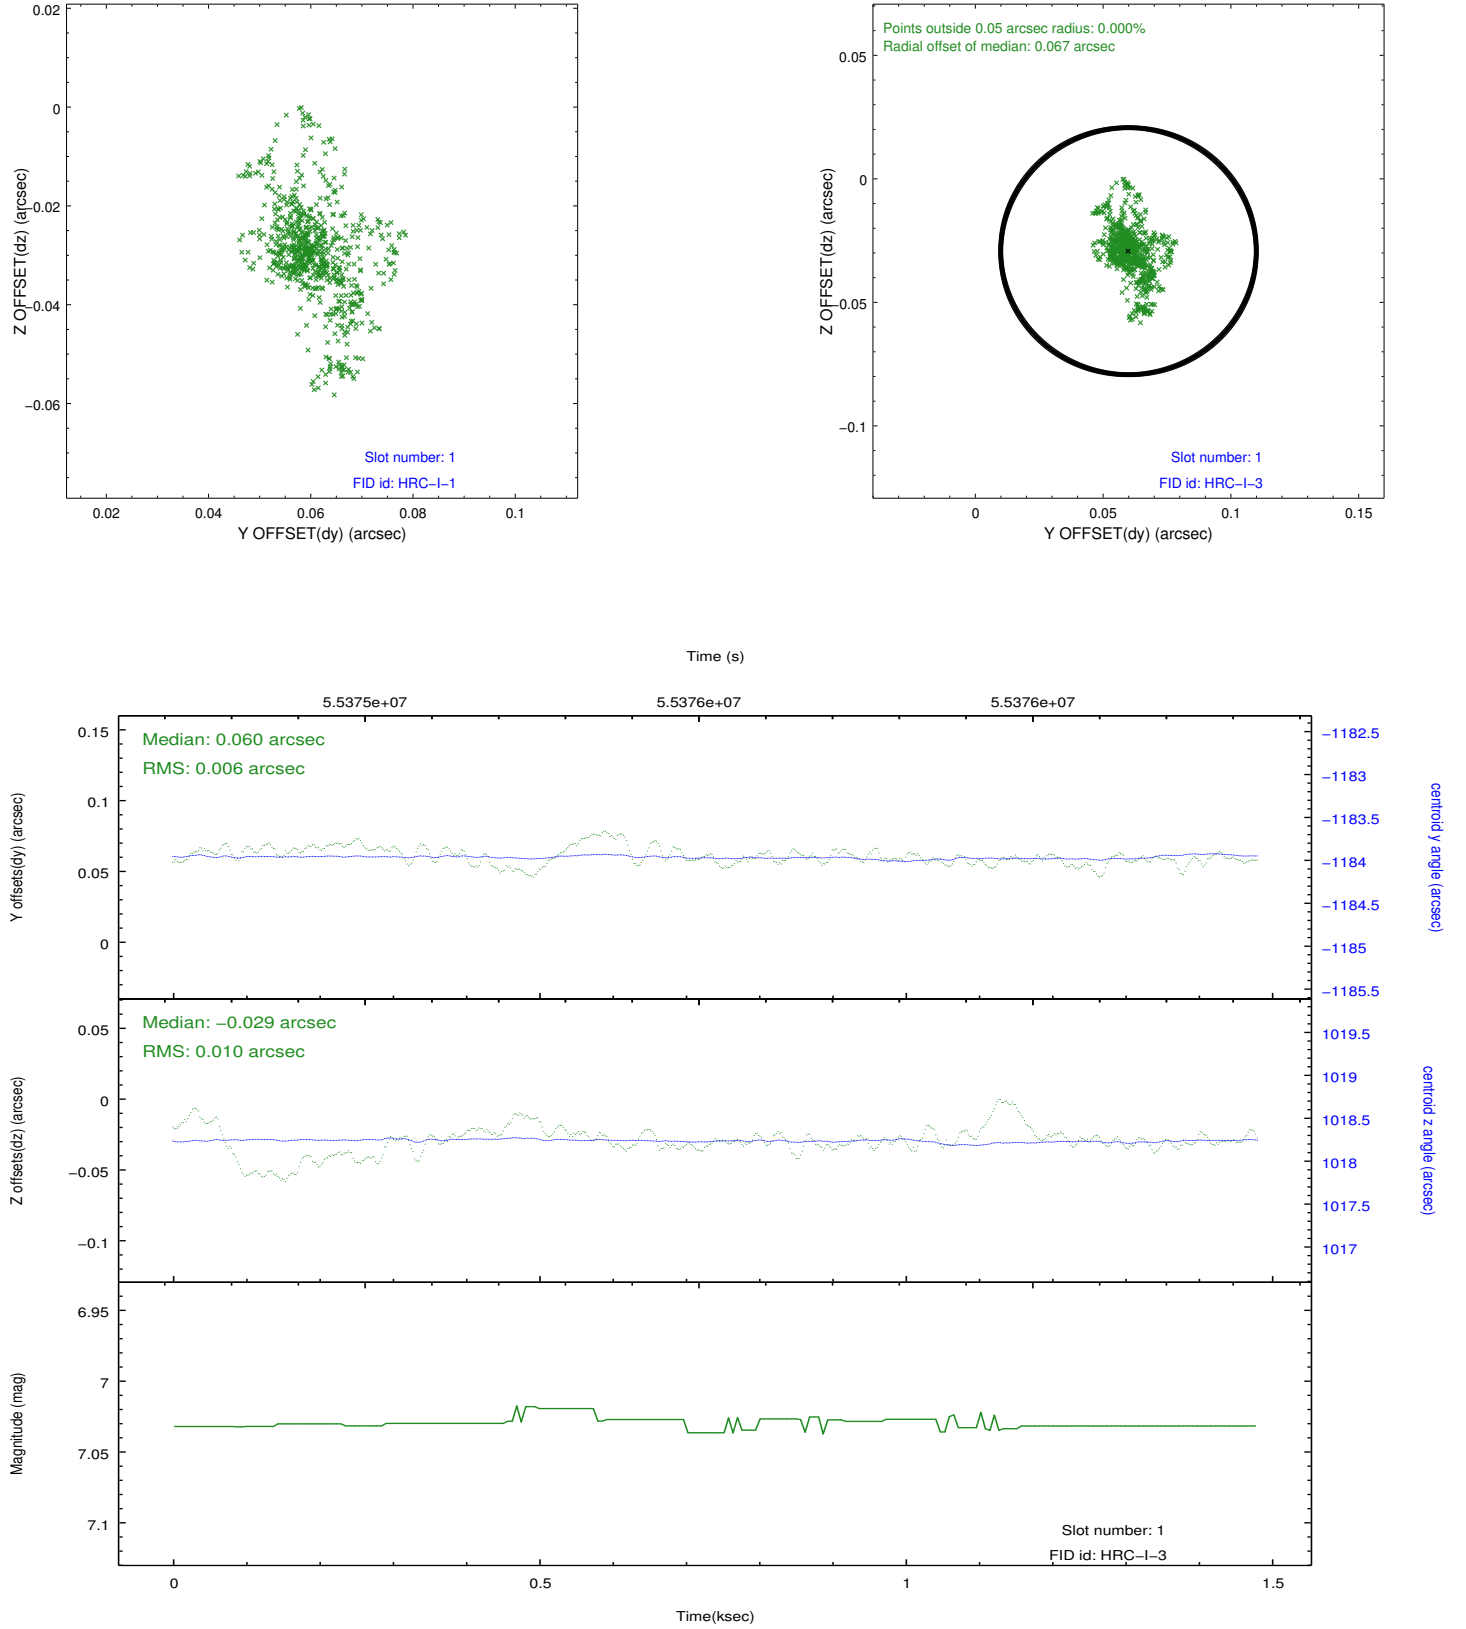 0.02
0
−0.02
−0.04
−0.06
Z OFFSET(dz) (arcsec)
Slot number: 1
FID id: HRC−I−1
0.02
0.04
0.06
0.08
0.1
Y OFFSET(dy) (arcsec)
Points outside 0.05 arcsec radius: 0.000%
Radial offset of median: 0.067 arcsec
0.05
0
−0.05
−0.1
Z OFFSET(dz) (arcsec)
Slot number: 1
FID id: HRC−I−3
0
0.05
0.1
0.15
Y OFFSET(dy) (arcsec)
Time (s)
5.5375e+07
5.5376e+07
5.5376e+07
Median: 0.060 arcsec
RMS: 0.006 arcsec
0.15
0.1
0.05
0
Y offsets(dy) (arcsec)
−1182.5
−1183
−1183.5
−1184
−1184.5
−1185
−1185.5
centroid y angle (arcsec)
Median: −0.029 arcsec
RMS: 0.010 arcsec
0.05
0
−0.05
−0.1
Z offsets(dz) (arcsec)
1019.5
1019
1018.5
1018
1017.5
1017
centroid z angle (arcsec)
6.95
7
7.05
7.1
Magnitude (mag)
Slot number: 1
FID id: HRC−I−3
0
0.5
1
1.5
Time(ksec)